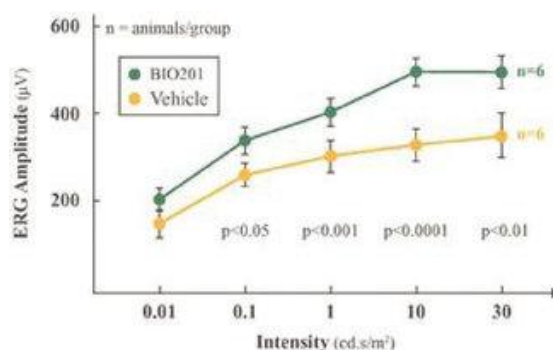 600
n = animals/group
BIO201
Vehicle
n=6
400
n=6
200
ERG Amplitude (μV)
p<0.05 p<0.001 p<0.0001 p<0.01
0.01 0.1 1 10 30
Intensity (cd.s/m²)